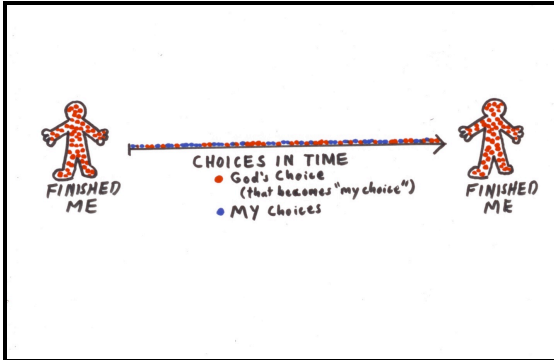 CHOICES IN TIME
God's Choice
(that becomes "my choice")
MY Choices
FINISHED
ME
FINISHED
ME